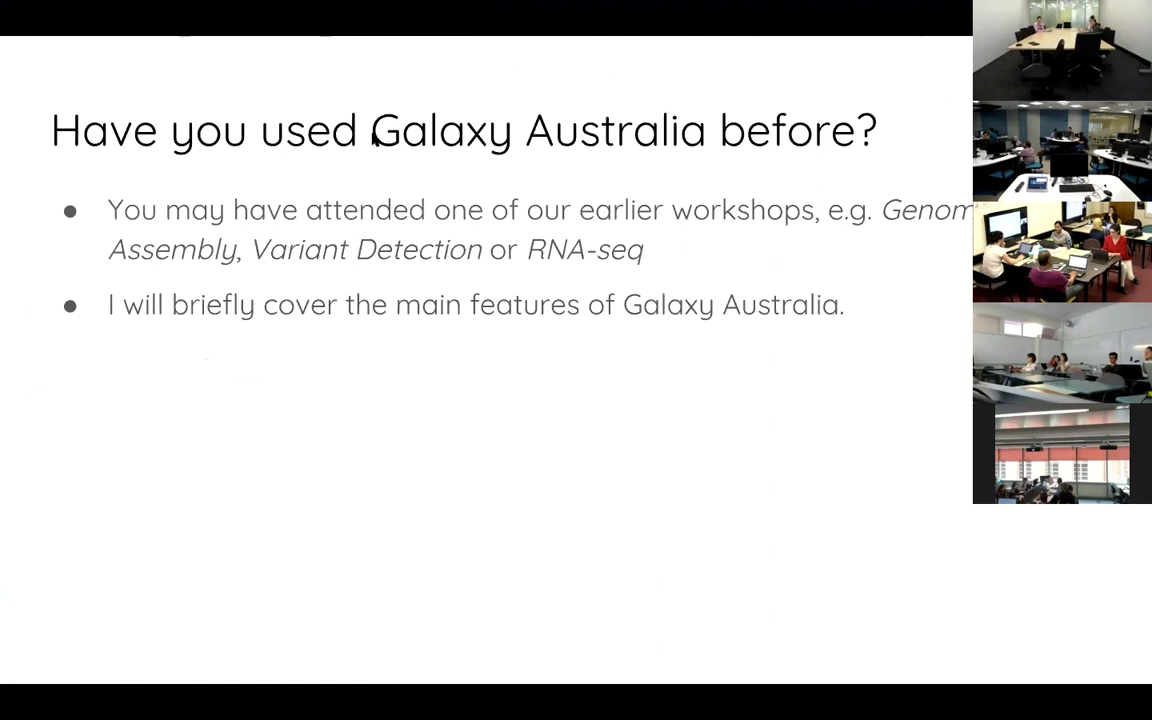 Have you used Galaxy Australia before?
● You may have attended one of our earlier workshops, e.g. Genom
Assembly, Variant Detection or RNA-seq
● I will briefly cover the main features of Galaxy Australia.